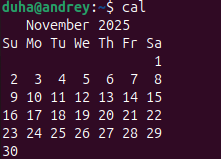 duha@andrey:~$ cal
   November 2025
Su Mo Tu We Th Fr Sa
                   1
 2  3  4  5  6  7  8
 9 10 11 12 13 14 15
16 17 18 19 20 21 22
23 24 25 26 27 28 29
30